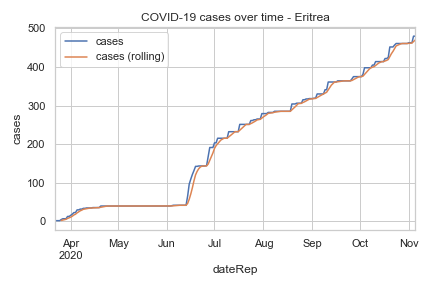 COVID-19 cases over time - Eritrea
cases
cases (rolling)
500
400
300
200
100
0
cases
Apr May Jun Jul Aug Sep Oct Nov
2020
dateRep